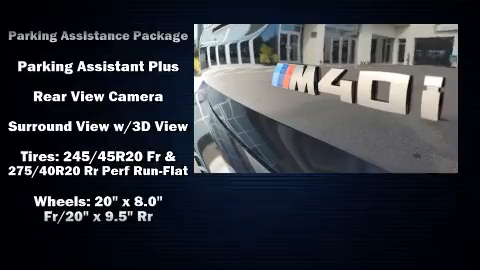 Parking Assistance Package
Parking Assistant Plus
Rear View Camera
Surround View w/3D View
Tires: 245/45R20 Fr &
275/40R20 Rr Perf Run-Flat
Wheels: 20" x 8.0"
Fr/20" x 9.5" Rr
M40i